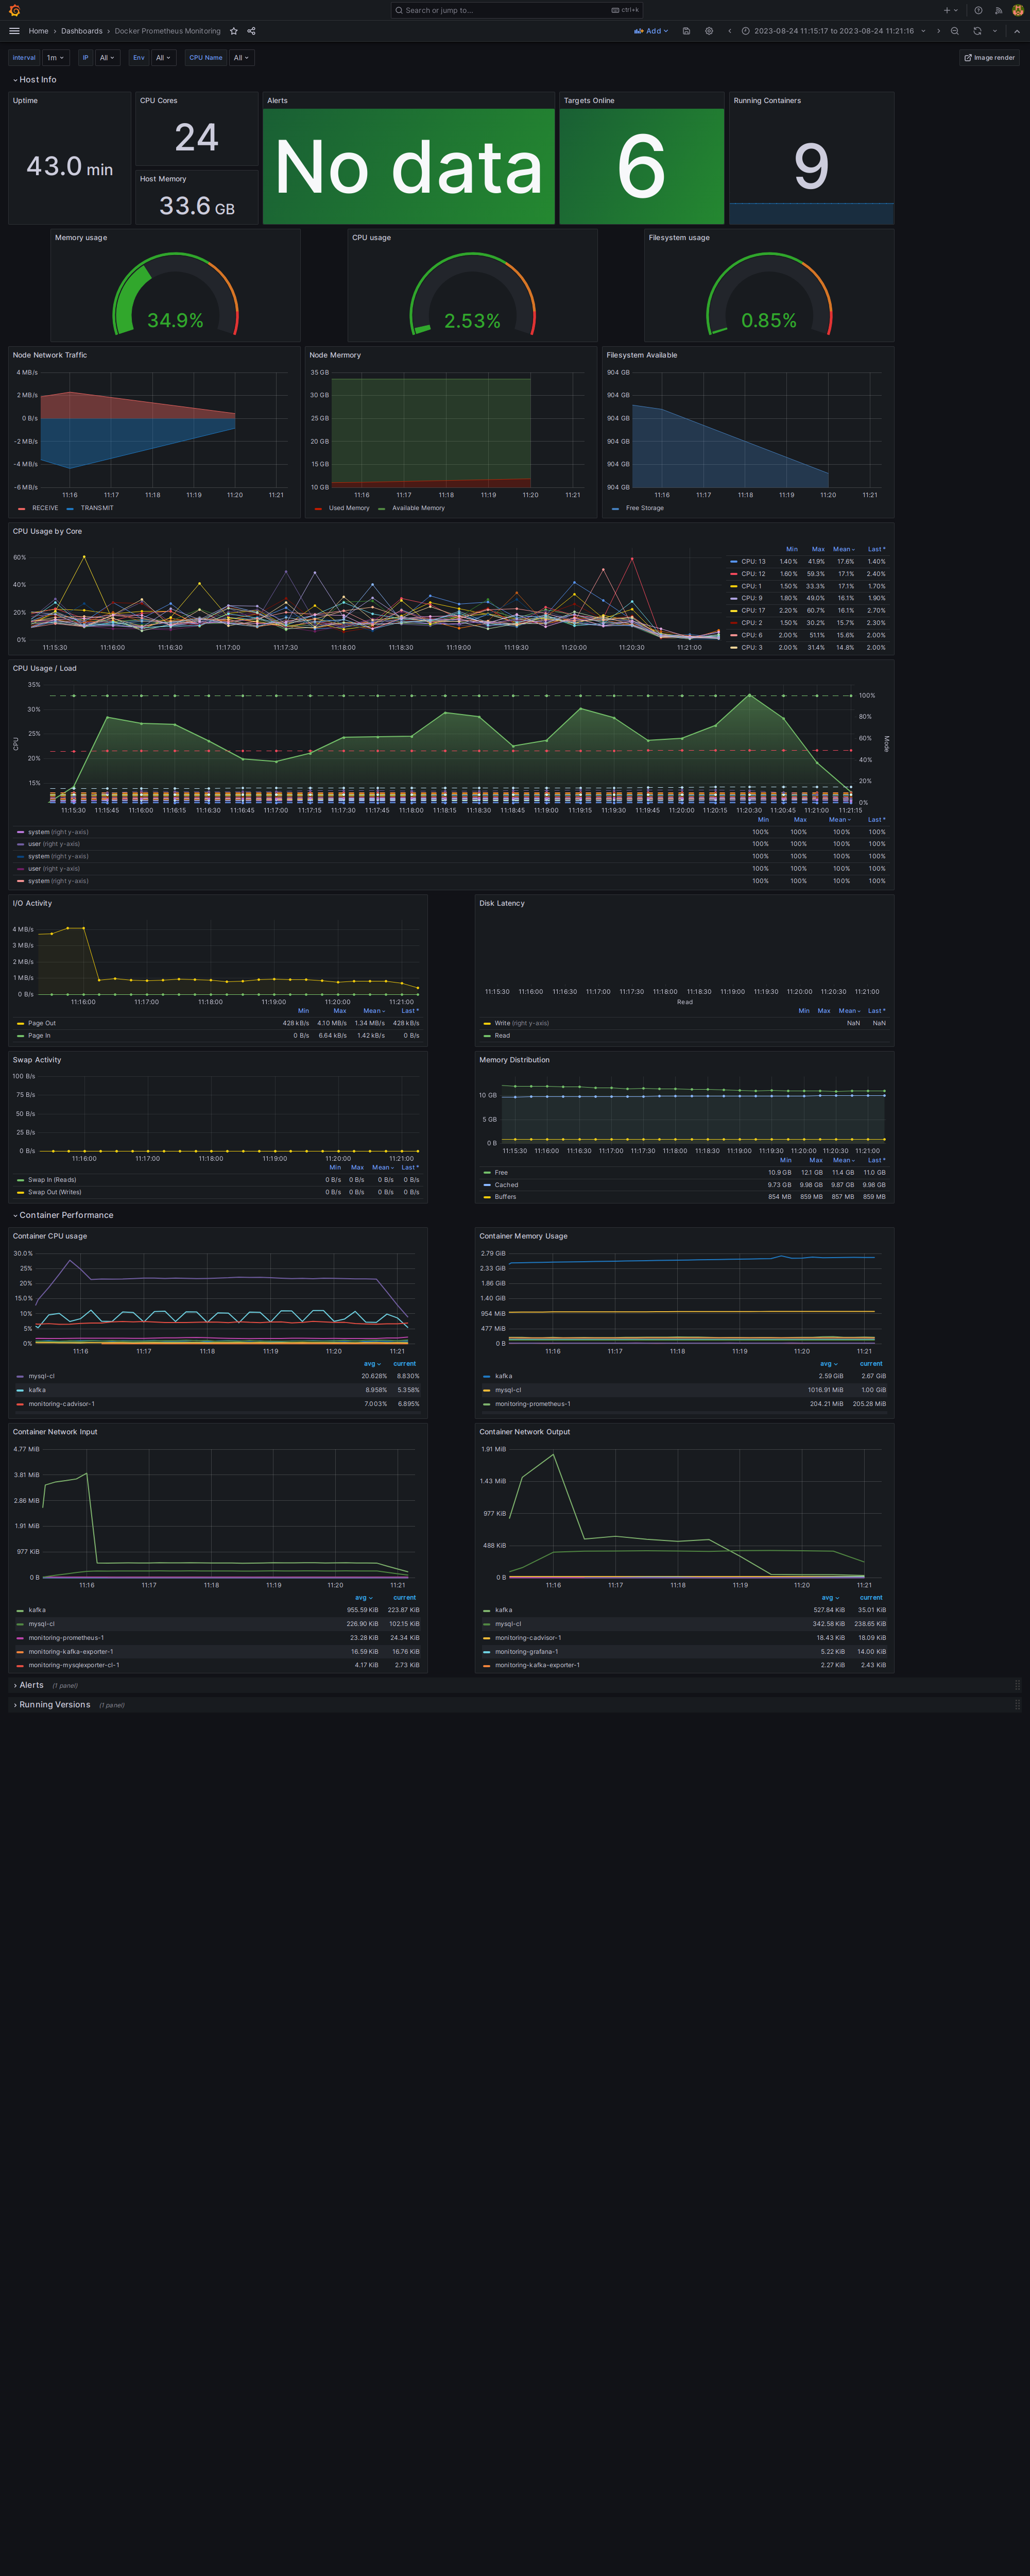 Search or jump to... ctrl+k
Home › Dashboards › Docker Prometheus Monitoring Add 2023-08-24 11:15:17 to 2023-08-24 11:21:16
Interval 1m IP All Env All CPU Name All Image render
Host Info
Uptime
43.0 min
CPU Cores
24
Host Memory
33.6 GB
Alerts
No data
Targets Online
6
Running Containers
9
Memory usage
34.9%
CPU usage
2.53%
Filesystem usage
0.85%
Node Network Traffic
4 MB/s
2 MB/s
0 B/s
-2 MB/s
-4 MB/s
-6 MB/s
11:16 11:17 11:18 11:19 11:20 11:21
RECEIVE TRANSMIT
Node Mermory
35 GB
30 GB
25 GB
20 GB
15 GB
10 GB
11:16 11:17 11:18 11:19 11:20 11:21
Used Memory Available Memory
Filesystem Available
904 GB
904 GB
904 GB
904 GB
904 GB
904 GB
11:16 11:17 11:18 11:19 11:20 11:21
Free Storage
CPU Usage by Core
60%
40%
20%
0%
11:15:30 11:16:00 11:16:30 11:17:00 11:17:30 11:18:00 11:18:30 11:19:00 11:19:30 11:20:00 11:20:30 11:21:00
Min Max Mean Last *
CPU: 13 1.40% 41.9% 17.6% 1.40%
CPU: 12 1.60% 59.3% 17.1% 2.40%
CPU: 1 1.50% 33.3% 17.1% 1.70%
CPU: 9 1.80% 49.0% 16.1% 1.90%
CPU: 17 2.20% 60.7% 16.1% 2.70%
CPU: 2 1.50% 30.2% 15.7% 2.30%
CPU: 6 2.00% 51.1% 15.6% 2.00%
CPU: 3 2.00% 31.4% 14.8% 2.00%
CPU Usage / Load
35%
30%
25%
20%
15%
CPU
100%
80%
60%
40%
20%
0%
Mode
11:15:30 11:15:45 11:16:00 11:16:15 11:16:30 11:16:45 11:17:00 11:17:15 11:17:30 11:17:45 11:18:00 11:18:15 11:18:30 11:18:45 11:19:00 11:19:15 11:19:30 11:19:45 11:20:00 11:20:15 11:20:30 11:20:45 11:21:00 11:21:15
Min Max Mean Last *
system (right y-axis) 100% 100% 100% 100%
user (right y-axis) 100% 100% 100% 100%
system (right y-axis) 100% 100% 100% 100%
user (right y-axis) 100% 100% 100% 100%
system (right y-axis) 100% 100% 100% 100%
I/O Activity
4 MB/s
3 MB/s
2 MB/s
1 MB/s
0 B/s
11:16:00 11:17:00 11:18:00 11:19:00 11:20:00 11:21:00
Min Max Mean Last *
Page Out 428 kB/s 4.10 MB/s 1.34 MB/s 428 kB/s
Page In 0 B/s 6.64 kB/s 1.42 kB/s 0 B/s
Disk Latency
11:15:30 11:16:00 11:16:30 11:17:00 11:17:30 11:18:00 11:18:30 11:19:00 11:19:30 11:20:00 11:20:30 11:21:00
Read
Min Max Mean Last *
Write (right y-axis) NaN NaN
Read
Swap Activity
100 B/s
75 B/s
50 B/s
25 B/s
0 B/s
11:16:00 11:17:00 11:18:00 11:19:00 11:20:00 11:21:00
Min Max Mean Last *
Swap In (Reads) 0 B/s 0 B/s 0 B/s 0 B/s
Swap Out (Writes) 0 B/s 0 B/s 0 B/s 0 B/s
Memory Distribution
10 GB
5 GB
0 B
11:15:30 11:16:00 11:16:30 11:17:00 11:17:30 11:18:00 11:18:30 11:19:00 11:19:30 11:20:00 11:20:30 11:21:00
Min Max Mean Last *
Free 10.9 GB 12.1 GB 11.4 GB 11.0 GB
Cached 9.73 GB 9.98 GB 9.87 GB 9.98 GB
Buffers 854 MB 859 MB 857 MB 859 MB
Container Performance
Container CPU usage
30.0%
25%
20%
15.0%
10%
5%
0%
11:16 11:17 11:18 11:19 11:20 11:21
avg current
mysql-cl 20.628% 8.830%
kafka 8.958% 5.358%
monitoring-cadvisor-1 7.003% 6.895%
Container Memory Usage
2.79 GiB
2.33 GiB
1.86 GiB
1.40 GiB
954 MiB
477 MiB
0 B
11:16 11:17 11:18 11:19 11:20 11:21
avg current
kafka 2.59 GiB 2.67 GiB
mysql-cl 1016.91 MiB 1.00 GiB
monitoring-prometheus-1 204.21 MiB 205.28 MiB
Container Network Input
4.77 MiB
3.81 MiB
2.86 MiB
1.91 MiB
977 KiB
0 B
11:16 11:17 11:18 11:19 11:20 11:21
avg current
kafka 955.59 KiB 223.87 KiB
mysql-cl 226.90 KiB 102.15 KiB
monitoring-prometheus-1 23.28 KiB 24.34 KiB
monitoring-kafka-exporter-1 16.59 KiB 16.76 KiB
monitoring-mysqlexporter-cl-1 4.17 KiB 2.73 KiB
Container Network Output
1.91 MiB
1.43 MiB
977 KiB
488 KiB
0 B
11:16 11:17 11:18 11:19 11:20 11:21
avg current
kafka 527.84 KiB 35.01 KiB
mysql-cl 342.58 KiB 238.65 KiB
monitoring-cadvisor-1 18.43 KiB 18.09 KiB
monitoring-grafana-1 5.22 KiB 14.00 KiB
monitoring-kafka-exporter-1 2.27 KiB 2.43 KiB
Alerts (1 panel)
Running Versions (1 panel)